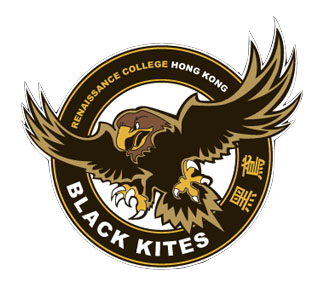 RENAISSANCE COLLEGE HONG KONG
BLACK KITES
黑鳶